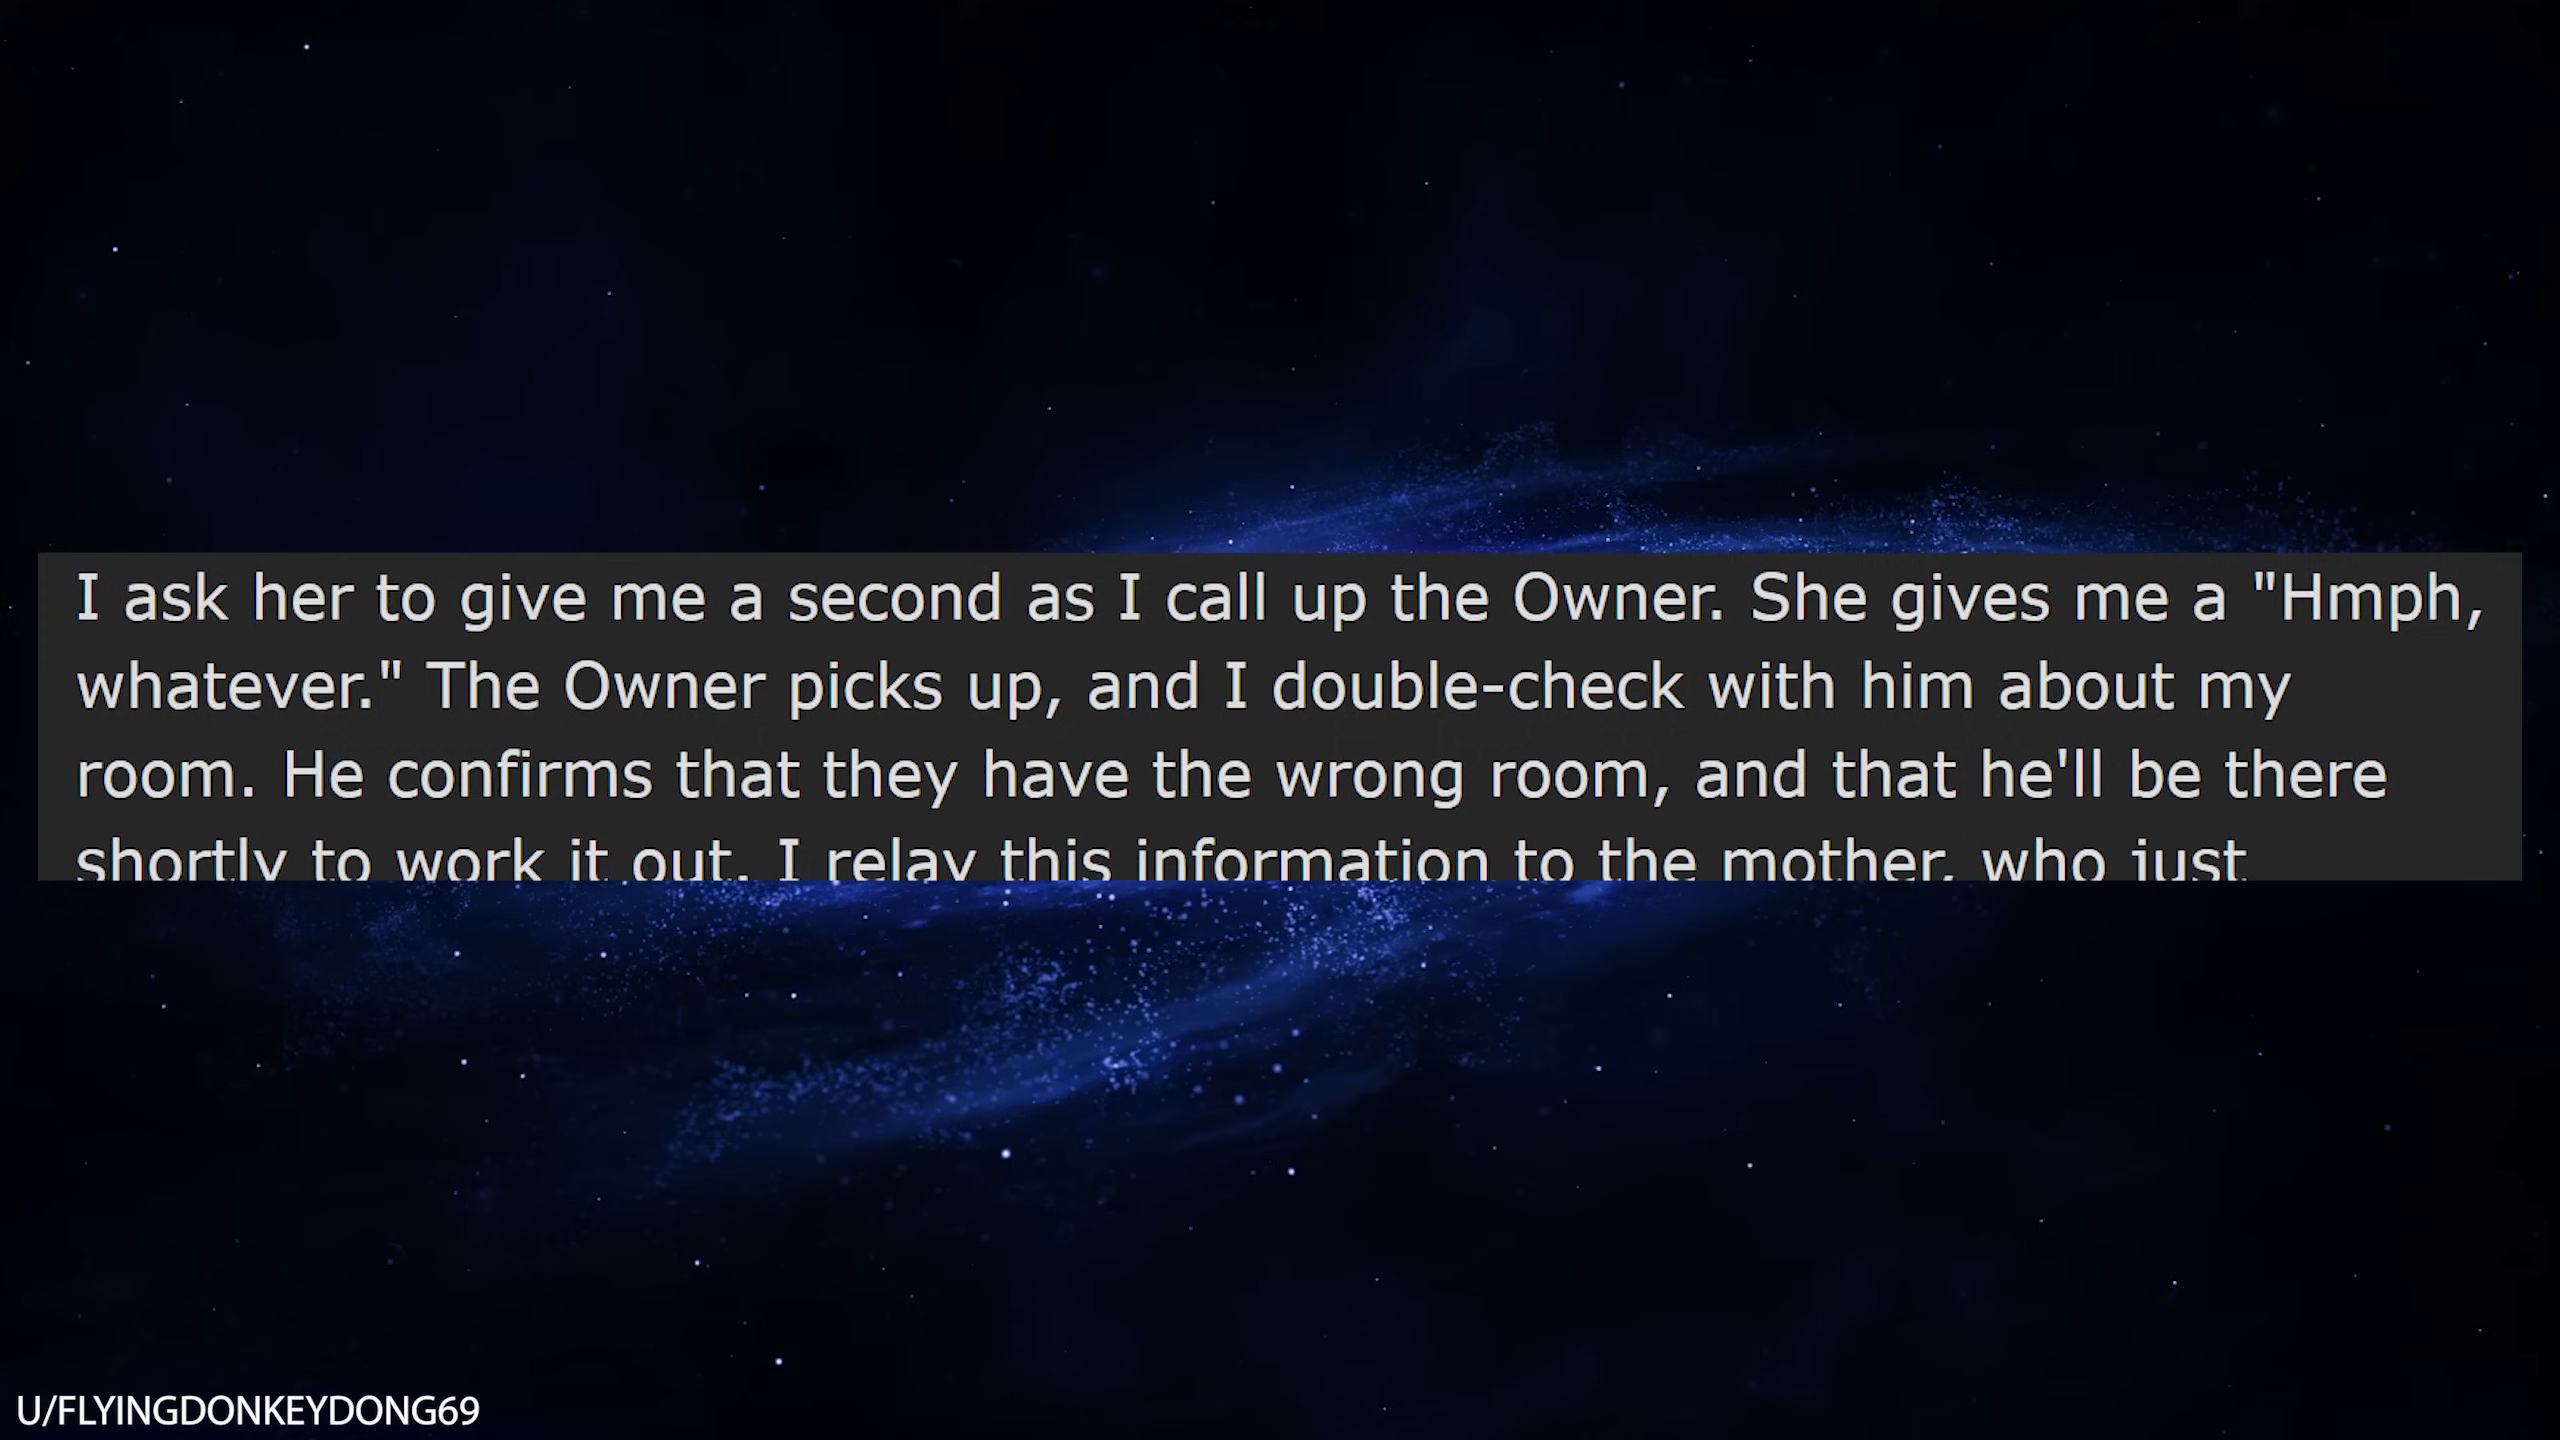 I ask her to give me a second as I call up the Owner. She gives me a "Hmph,
whatever." The Owner picks up, and I double-check with him about my
room. He confirms that they have the wrong room, and that he'll be there
shortly to work it out. I relay this information to the mother, who just
U/FLYINGDONKEYDONG69